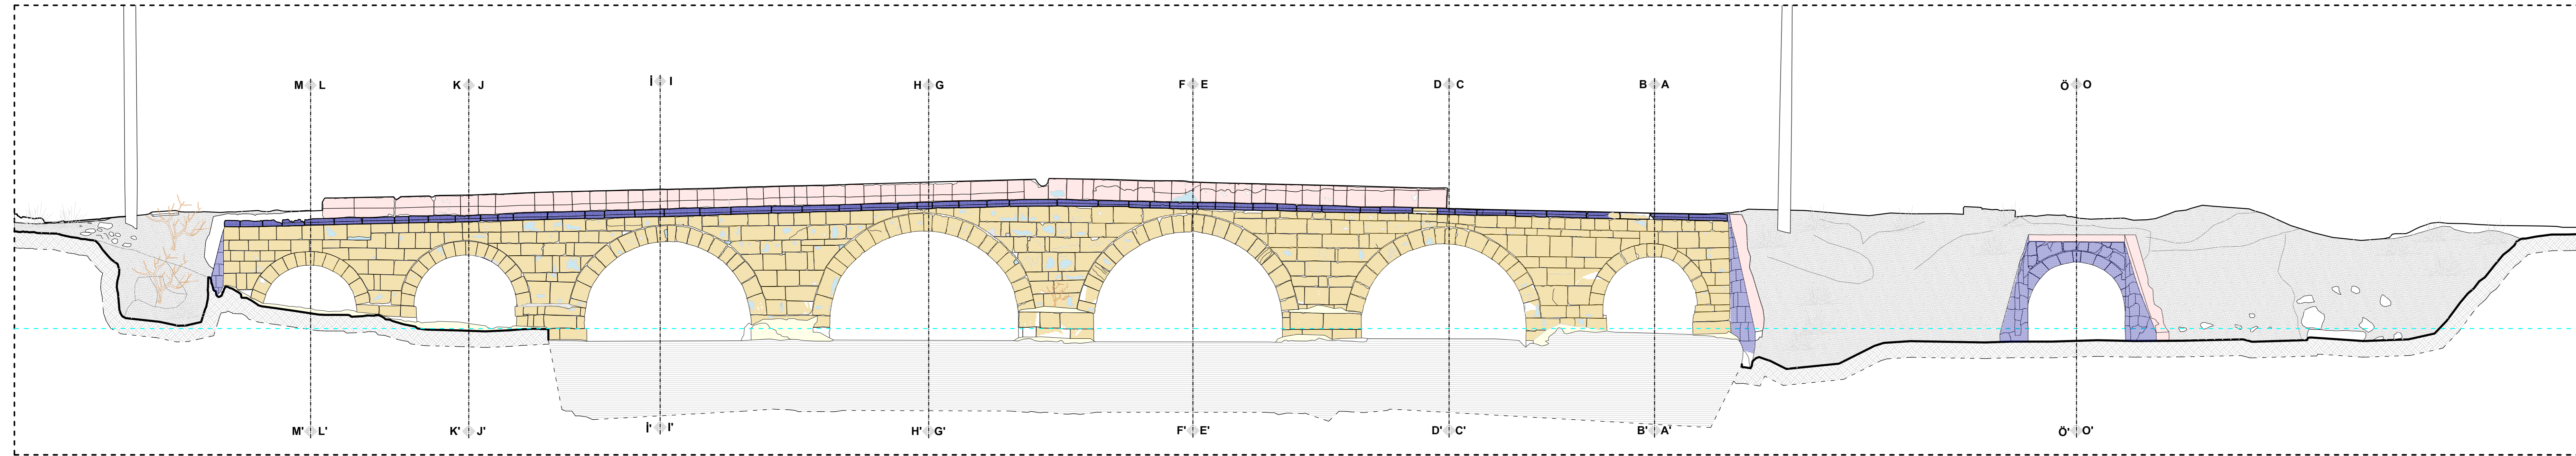 M L
K J
İ I
H G
F E
D C
B A
Ö O
M' L'
K' J'
İ' I'
H' G'
F' E'
D' C'
B' A'
Ö' O'